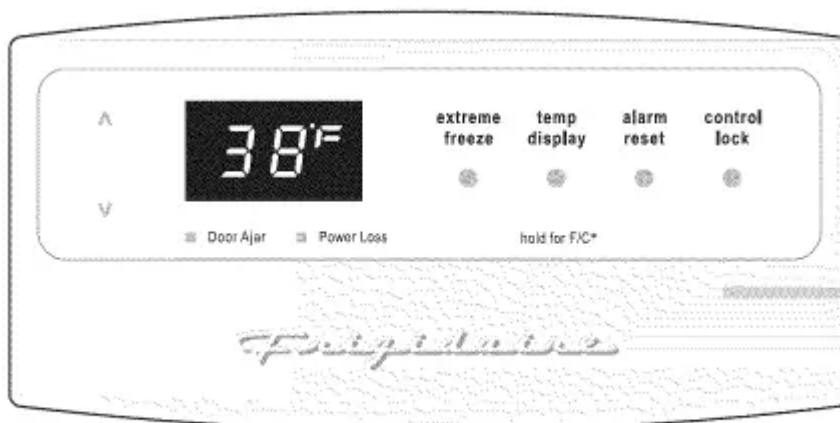 38°F
extreme freeze
temp display
alarm reset
control lock
Door Ajar
Power Loss
hold for F/C*
Frigidaire